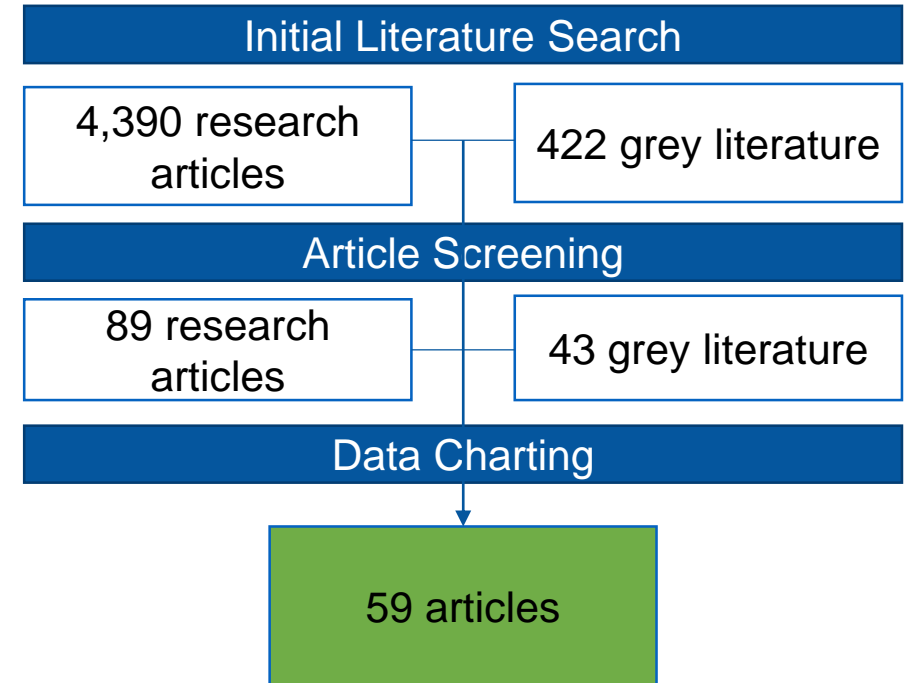 Initial Literature Search
4,390 research
articles
422 grey literature
Article Screening
89 research
articles
43 grey literature
Data Charting
59 articles